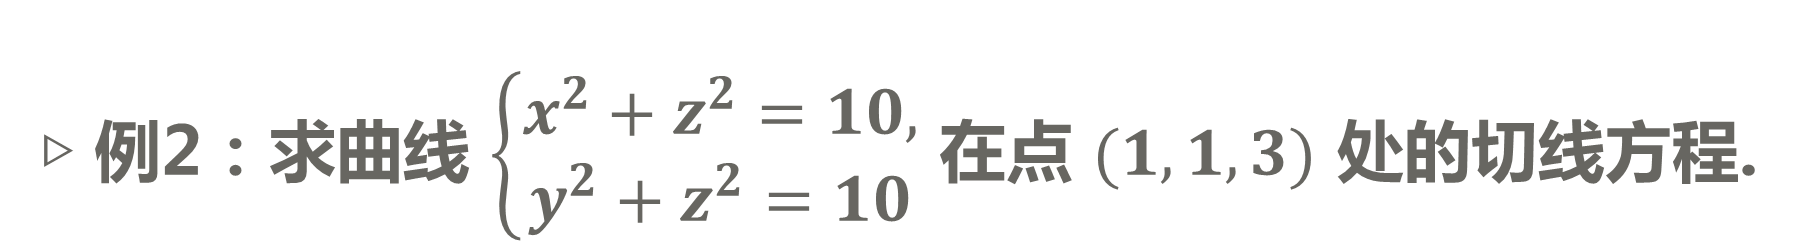 ▷ 例2：求曲线 { x² + z² = 10, y² + z² = 10 在点 (1, 1, 3) 处的切线方程.